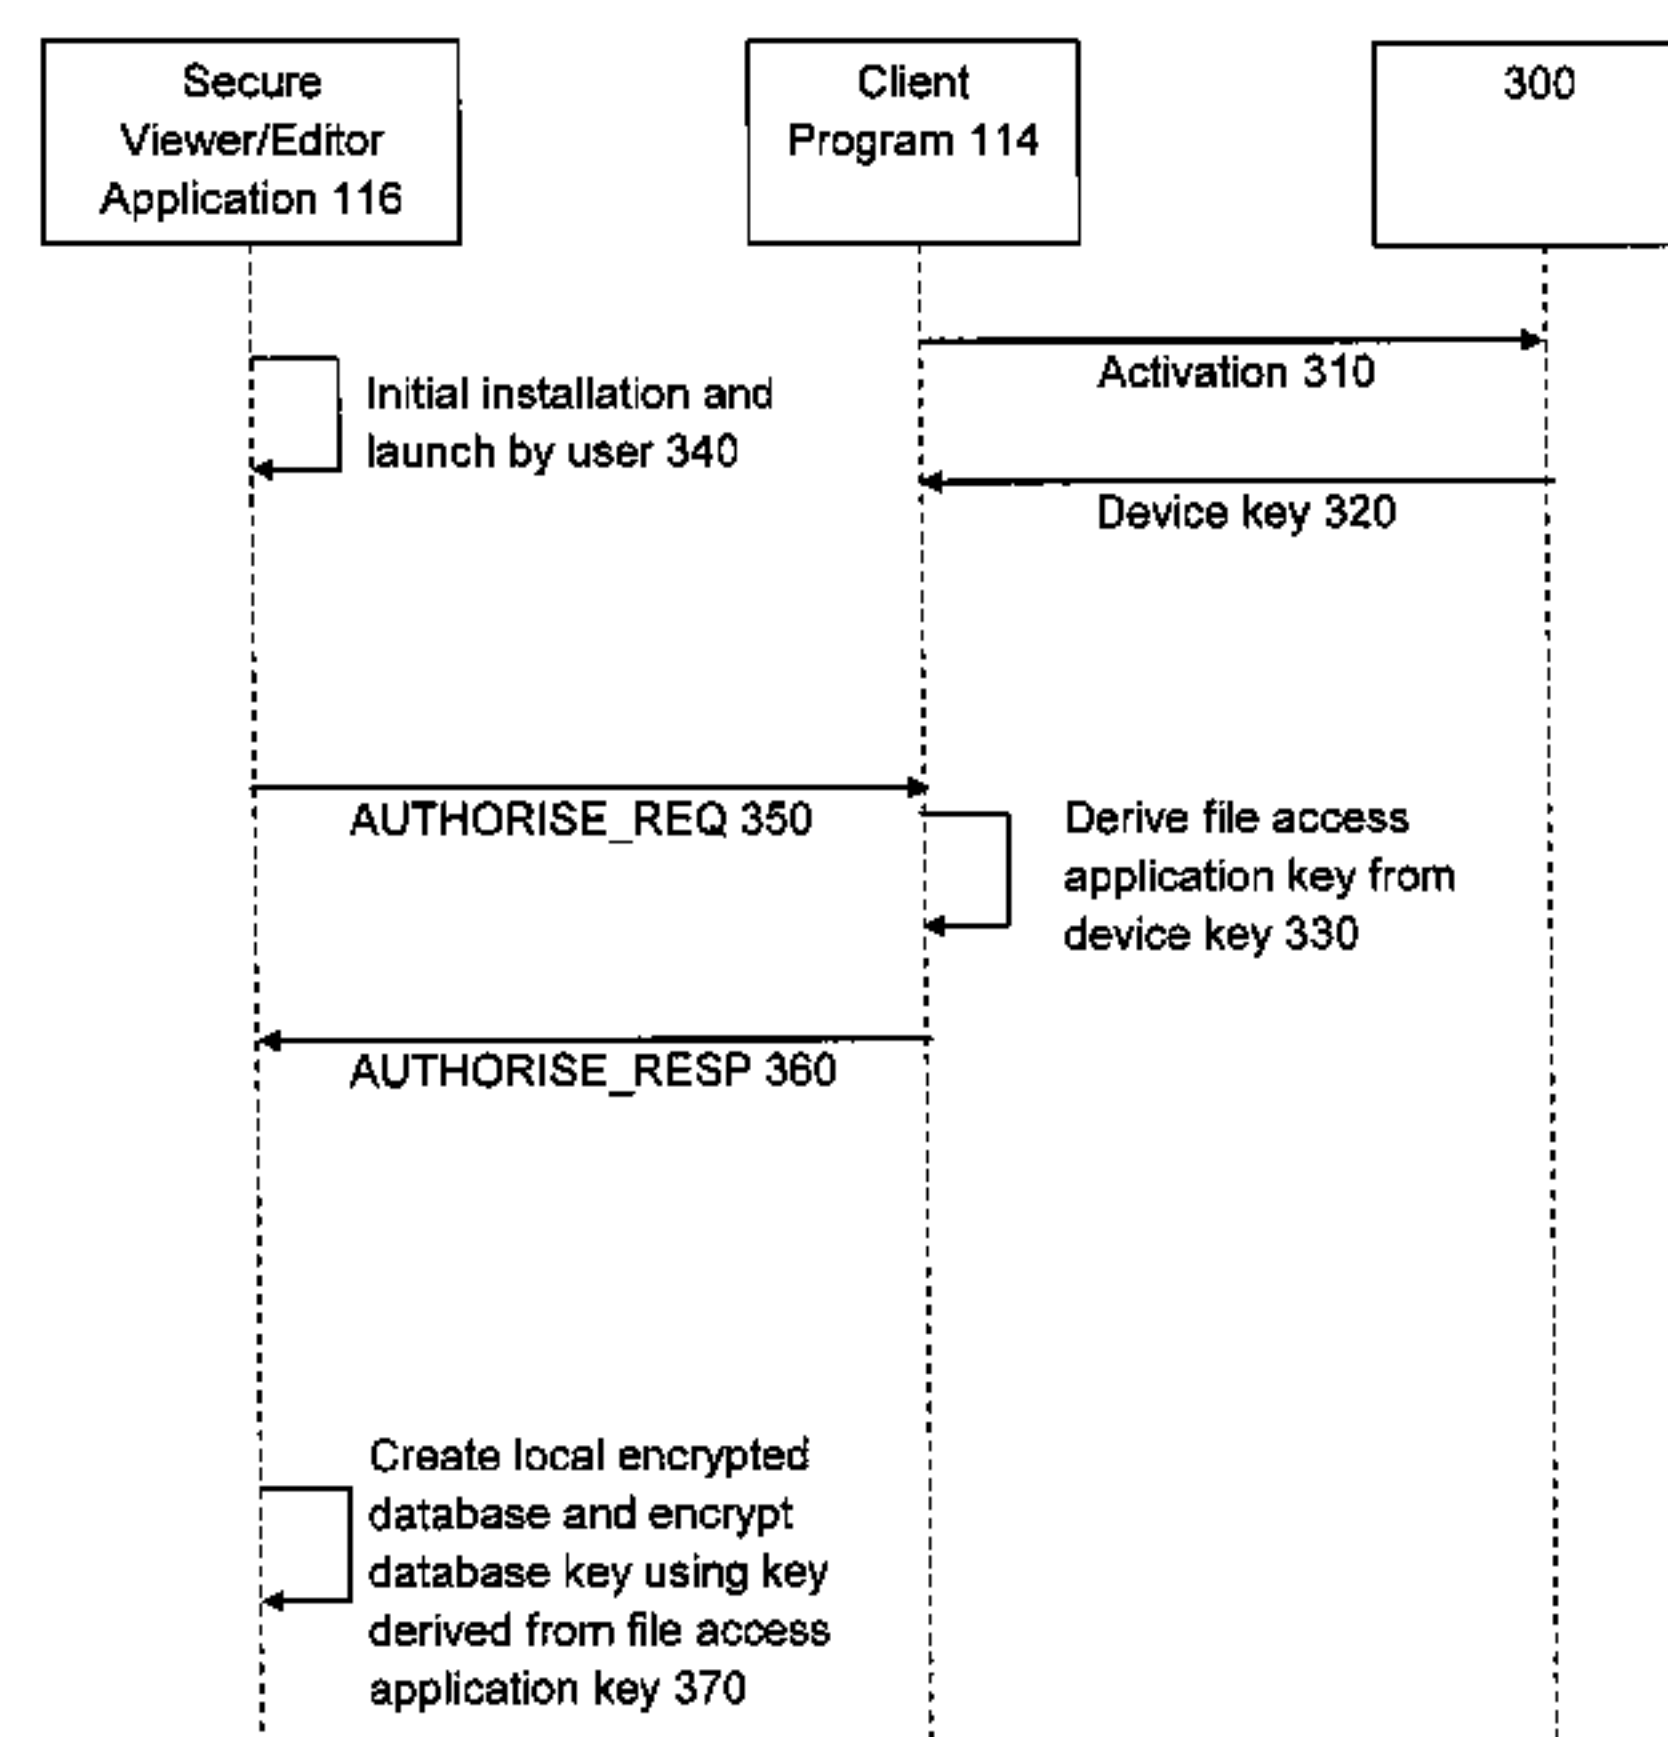 Secure
Viewer/Editor
Application 116
Client
Program 114
300
Activation 310
Initial installation and
launch by user 340
Device key 320
AUTHORISE_REQ 350
Derive file access
application key from
device key 330
AUTHORISE_RESP 360
Create local encrypted
database and encrypt
database key using key
derived from file access
application key 370